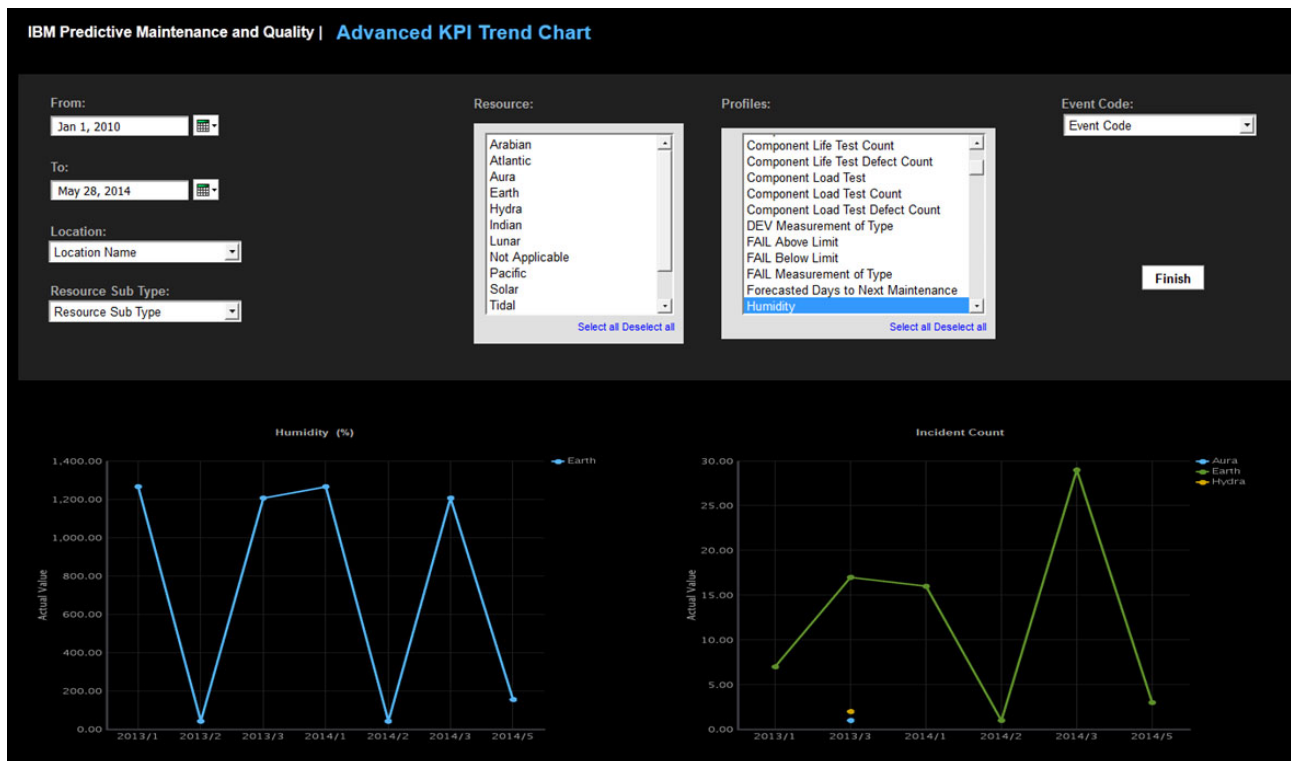 IBM Predictive Maintenance and Quality | Advanced KPI Trend Chart
From:
Jan 1, 2010
To:
May 28, 2014
Location:
Location Name
Resource Sub Type:
Resource Sub Type
Resource:
Arabian
Atlantic
Aura
Earth
Hydra
Indian
Lunar
Not Applicable
Pacific
Solar
Tidal
Select all Deselect all
Profiles:
Component Life Test Count
Component Life Test Defect Count
Component Load Test
Component Load Test Count
Component Load Test Defect Count
DEV Measurement of Type
FAIL Above Limit
FAIL Below Limit
FAIL Measurement of Type
Forecasted Days to Next Maintenance
Humidity
Select all Deselect all
Event Code:
Event Code
Finish
Humidity (%)
1,400.00
1,200.00
1,000.00
800.00
600.00
400.00
200.00
0.00
Actual Value
2013/1 2013/2 2013/3 2014/1 2014/2 2014/3 2014/5
Earth
Incident Count
30.00
25.00
20.00
15.00
10.00
5.00
0.00
Actual Value
2013/1 2013/3 2014/1 2014/2 2014/3 2014/5
Aura
Earth
Hydra